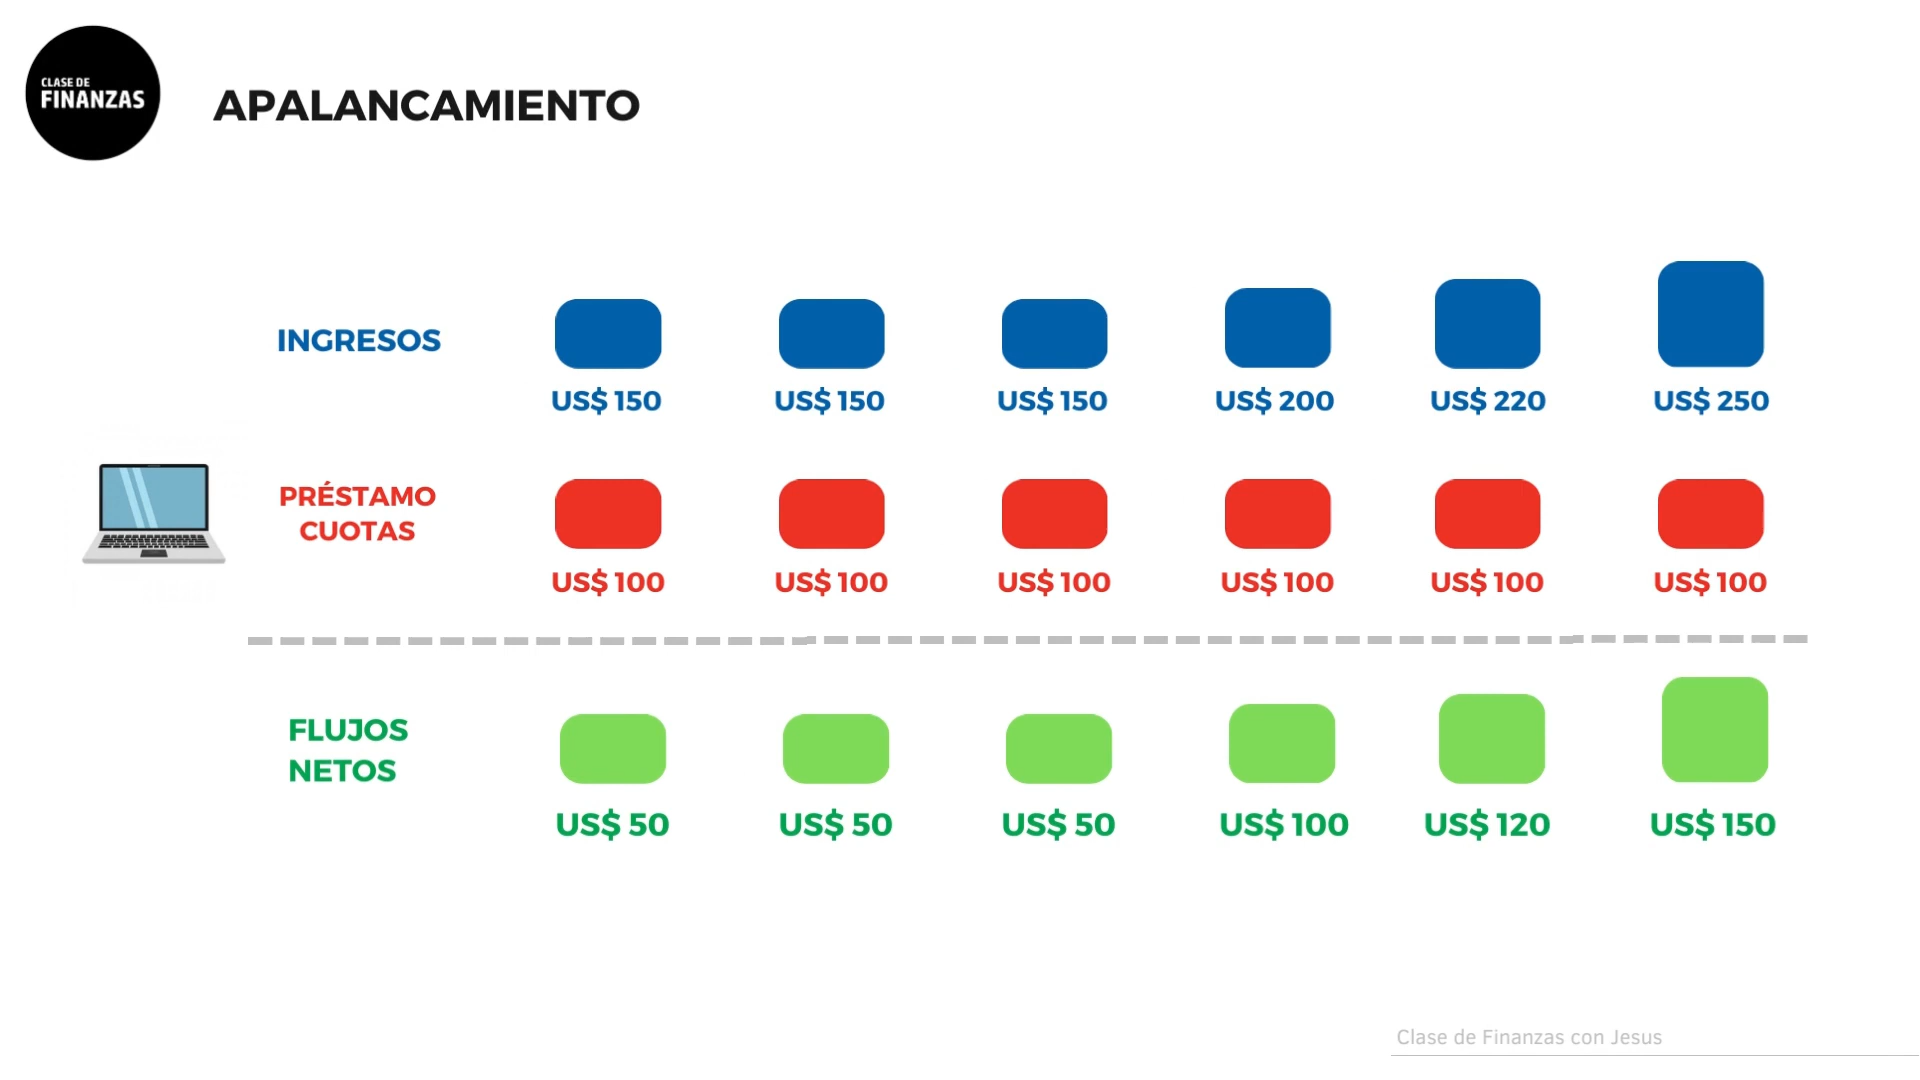 CLASE DE
FINANZAS
APALANCAMIENTO
INGRESOS
US$ 150 US$ 150 US$ 150 US$ 200 US$ 220 US$ 250
PRÉSTAMO
CUOTAS
US$ 100 US$ 100 US$ 100 US$ 100 US$ 100 US$ 100
FLUJOS
NETOS
US$ 50 US$ 50 US$ 50 US$ 100 US$ 120 US$ 150
Clase de Finanzas con Jesus